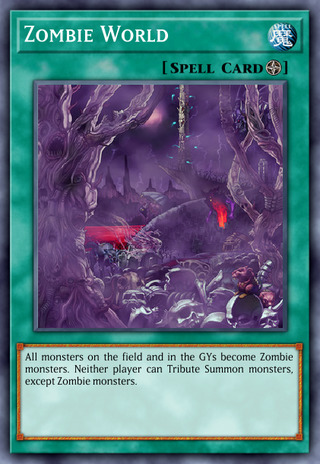 Zombie World
魔
[Spell Card]
All monsters on the field and in the GYs become Zombie
monsters. Neither player can Tribute Summon monsters,
except Zombie monsters.